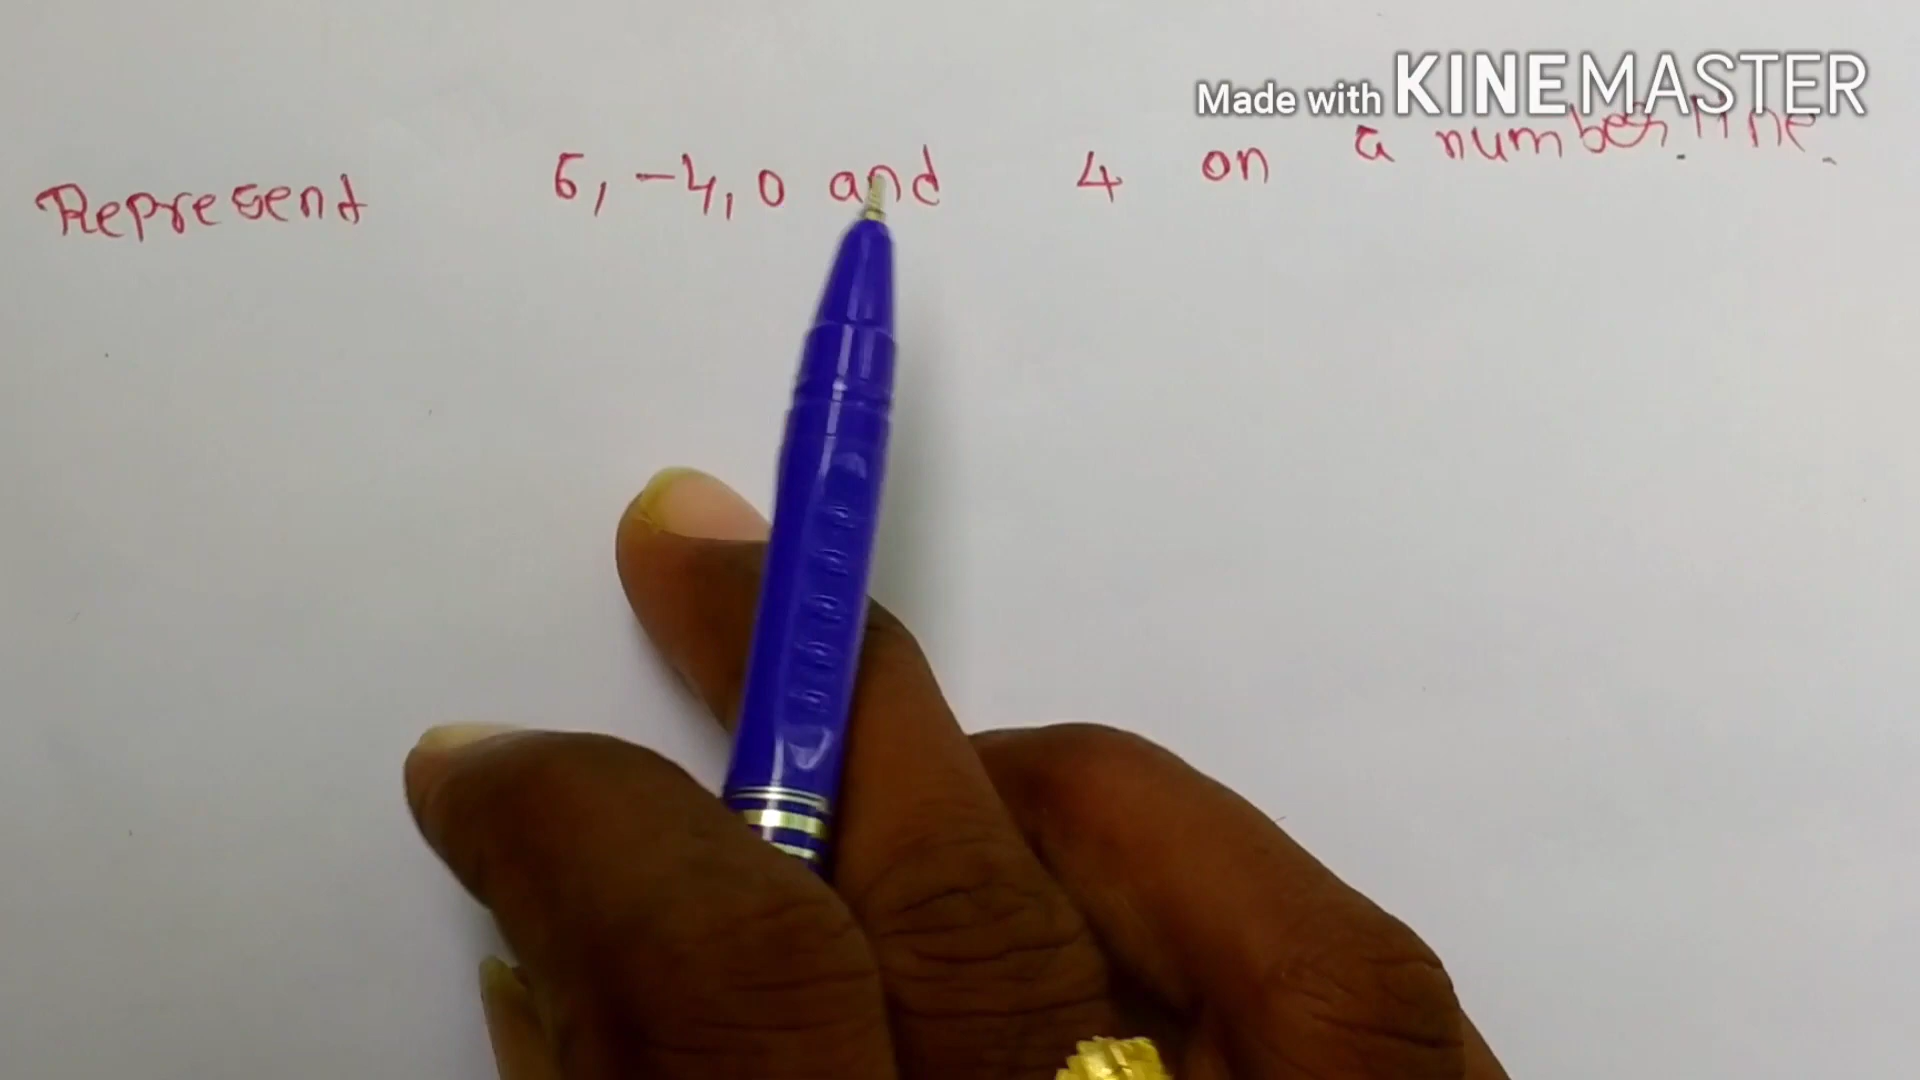 Made with KINEMASTER
Represent 5, -4, 0 and 4 on a number line.